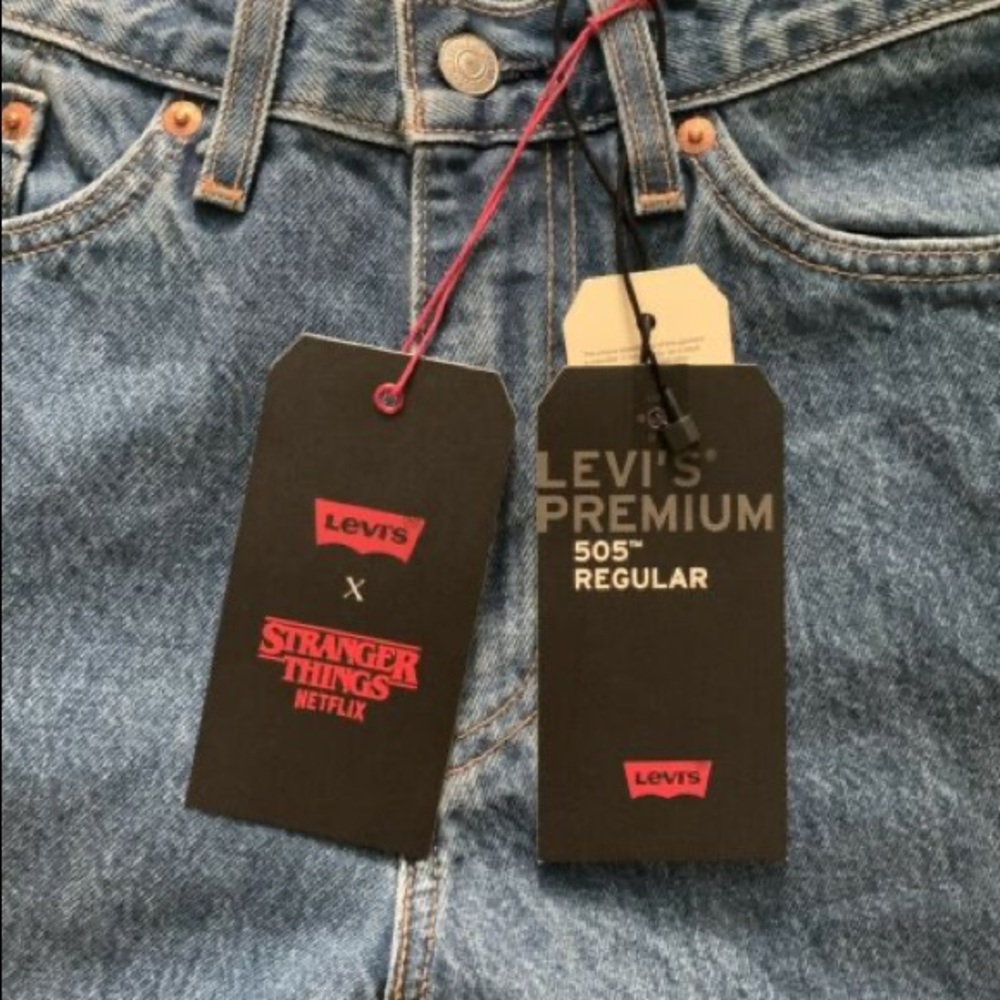 Levi's
X
STRANGER
THINGS
NETFLIX
LEVI'S®
PREMIUM
505™
REGULAR
Levi's